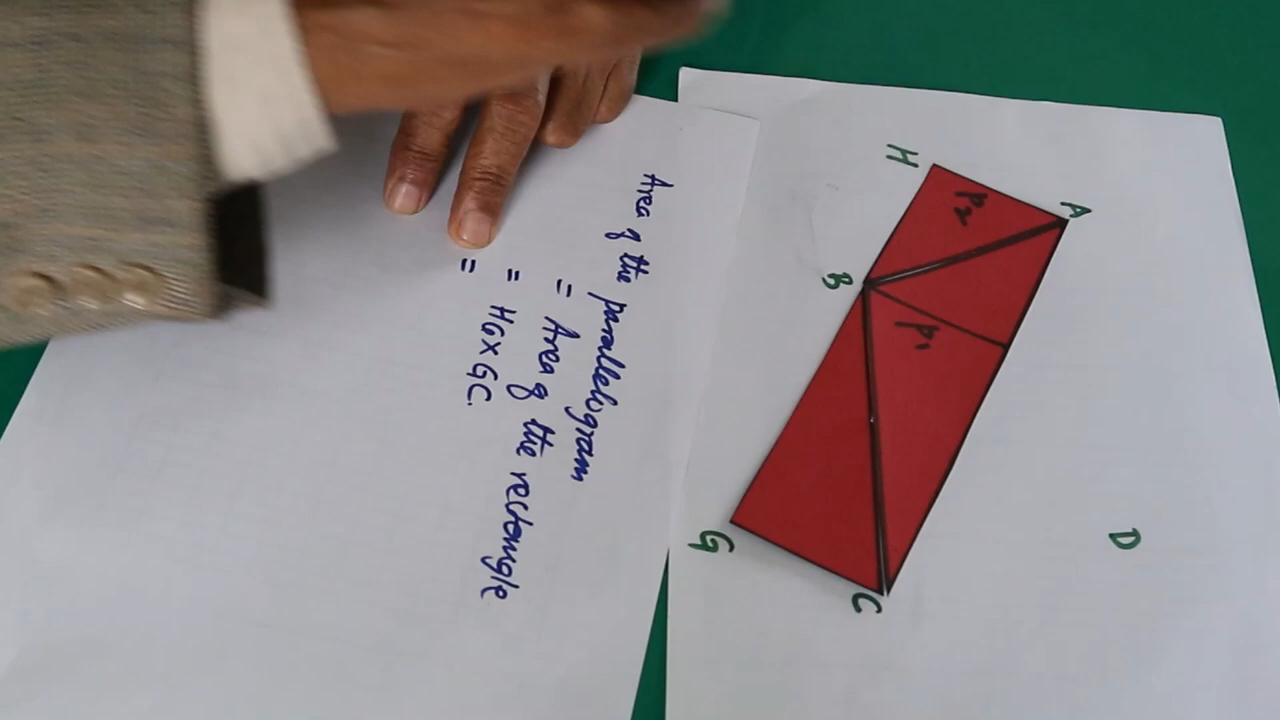 Area of the parallelogram
= Area of the rectangle
= HG×GC.
=
A
H
P2
B
P1
D
G
C